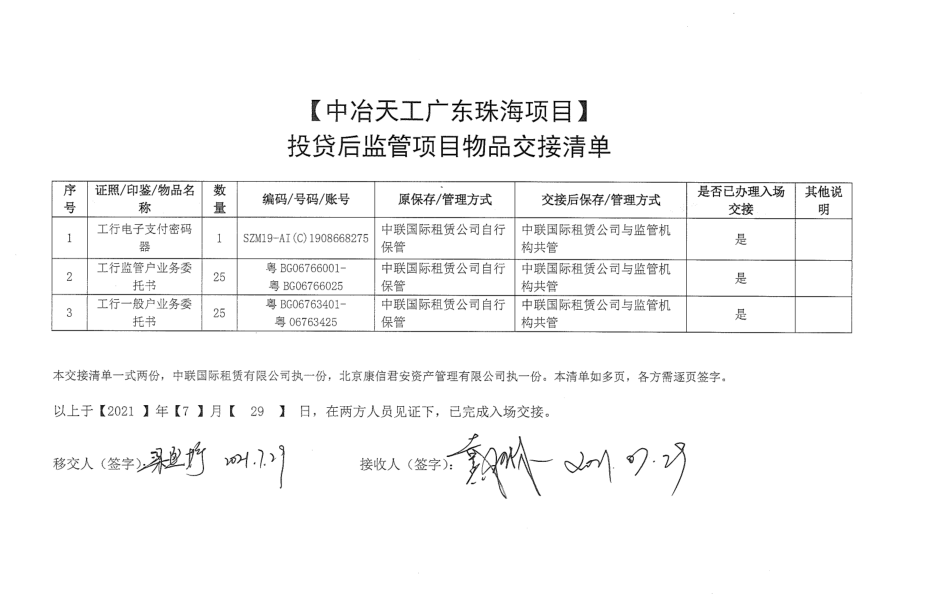 【中冶天工广东珠海项目】
投贷后监管项目物品交接清单
序号 证照/印鉴/物品名称 数量 编码/号码/账号 原保存/管理方式 交接后保存/管理方式 是否已办理入场交接 其他说明
1 工行电子支付密码器 1 SZM19-AI(C)1908668275 中联国际租赁公司自行保管 中联国际租赁公司与监管机构共管 是
2 工行监管户业务委托书 25 粤 BG06766001-粤 BG06766025 中联国际租赁公司自行保管 中联国际租赁公司与监管机构共管 是
3 工行一般户业务委托书 25 粤 BG06763401-粤 06763425 中联国际租赁公司自行保管 中联国际租赁公司与监管机构共管 是
本交接清单一式两份，中联国际租赁有限公司执一份，北京康信君安资产管理有限公司执一份。本清单如多页，各方需逐页签字。
以上于【2021 】年【7 】月【 29 】 日，在两方人员见证下，已完成入场交接。
移交人（签字）： 2021.7.29 接收人（签字）： 2021.07.29